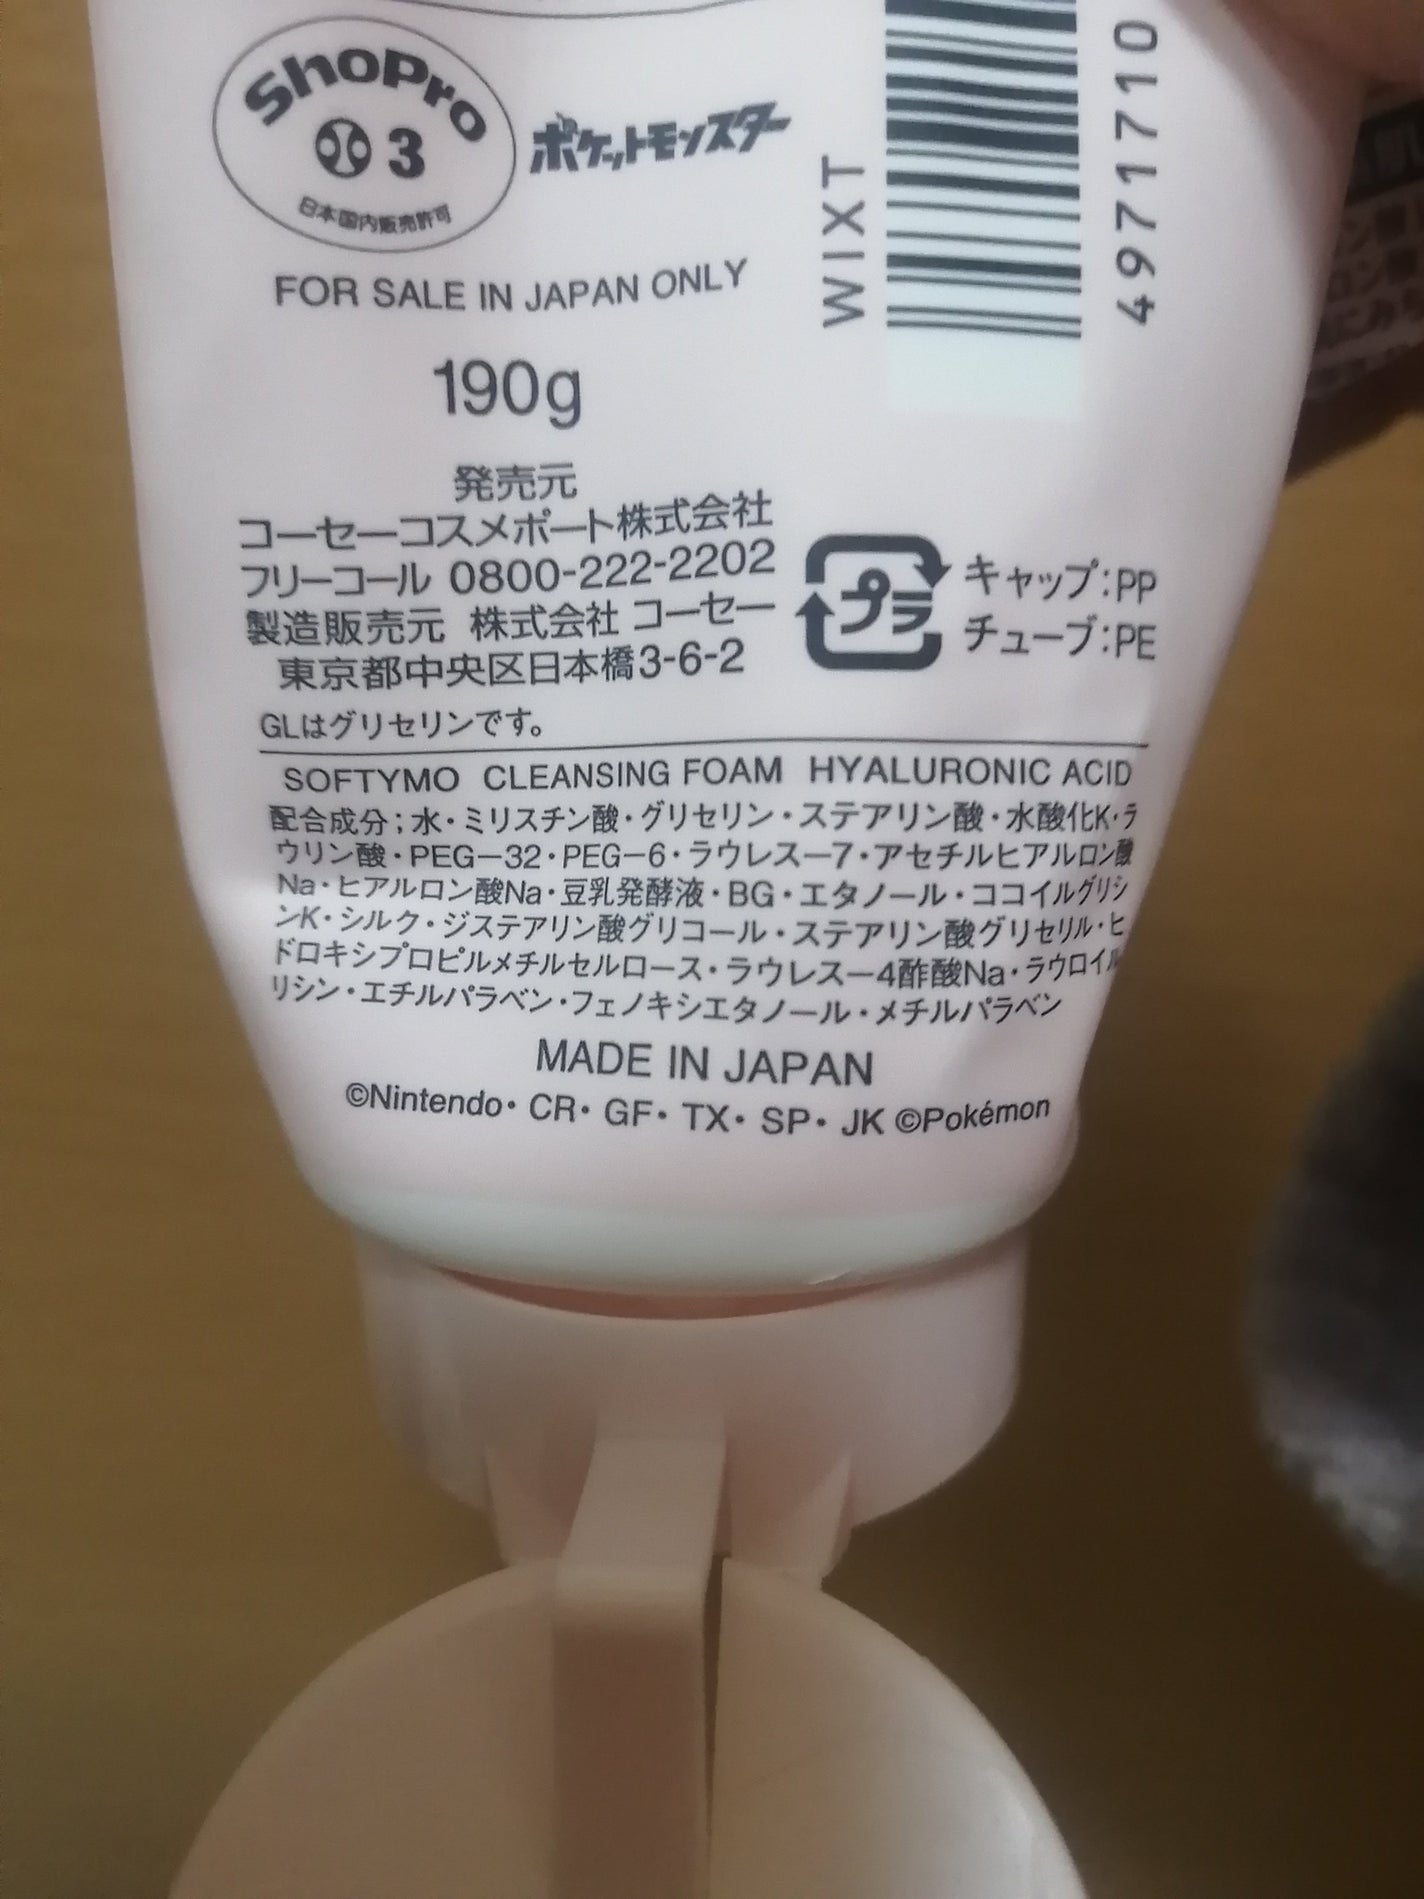 ShoPro
3
日本国内販売許可
ポケットモンスター
FOR SALE IN JAPAN ONLY
190g
WIXT
4971710
発売元
コーセーコスメポート株式会社
フリーコール 0800-222-2202
製造販売元 株式会社 コーセー
東京都中央区日本橋3-6-2
プラ
キャップ:PP
チューブ:PE
GLはグリセリンです。
SOFTYMO CLEANSING FOAM HYALURONIC ACID
配合成分;水・ミリスチン酸・グリセリン・ステアリン酸・水酸化K・ラ
ウリン酸・PEG－32・PEG－6・ラウレス－7・アセチルヒアルロン酸
Na・ヒアルロン酸Na・豆乳発酵液・BG・エタノール・ココイルグリシ
ンK・シルク・ジステアリン酸グリコール・ステアリン酸グリセリル・ヒ
ドロキシプロピルメチルセルロース・ラウレス－4酢酸Na・ラウロイル
リシン・エチルパラベン・フェノキシエタノール・メチルパラベン
MADE IN JAPAN
©Nintendo・CR・GF・TX・SP・JK ©Pokémon